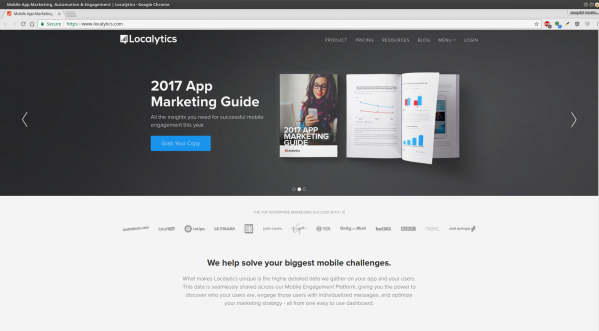 Mobile App Marketing, Automation & Engagement | Localytics - Google Chrome
Mobile App Marketing,
Secure
https://www.localytics.com
Localytics
PRODUCT PRICING RESOURCES BLOG MENU LOGIN
2017 App
Marketing Guide
All the insights you need for successful mobile
engagement this year.
Grab Your Copy
2017 APP
MARKETING
GUIDE
Localytics
THE TOP ENTERPRISE MARKETERS SUCCEED WITH US
John Lewis
bet365
BBC
next
We help solve your biggest mobile challenges.
What makes Localytics unique is the highly detailed data we gather on your app and your users.
This data is seamlessly shared across our Mobile Engagement Platform, giving you the power to
discover who your users are, engage those users with individualized messages, and optimize
your marketing strategy - all from one easy to use dashboard.